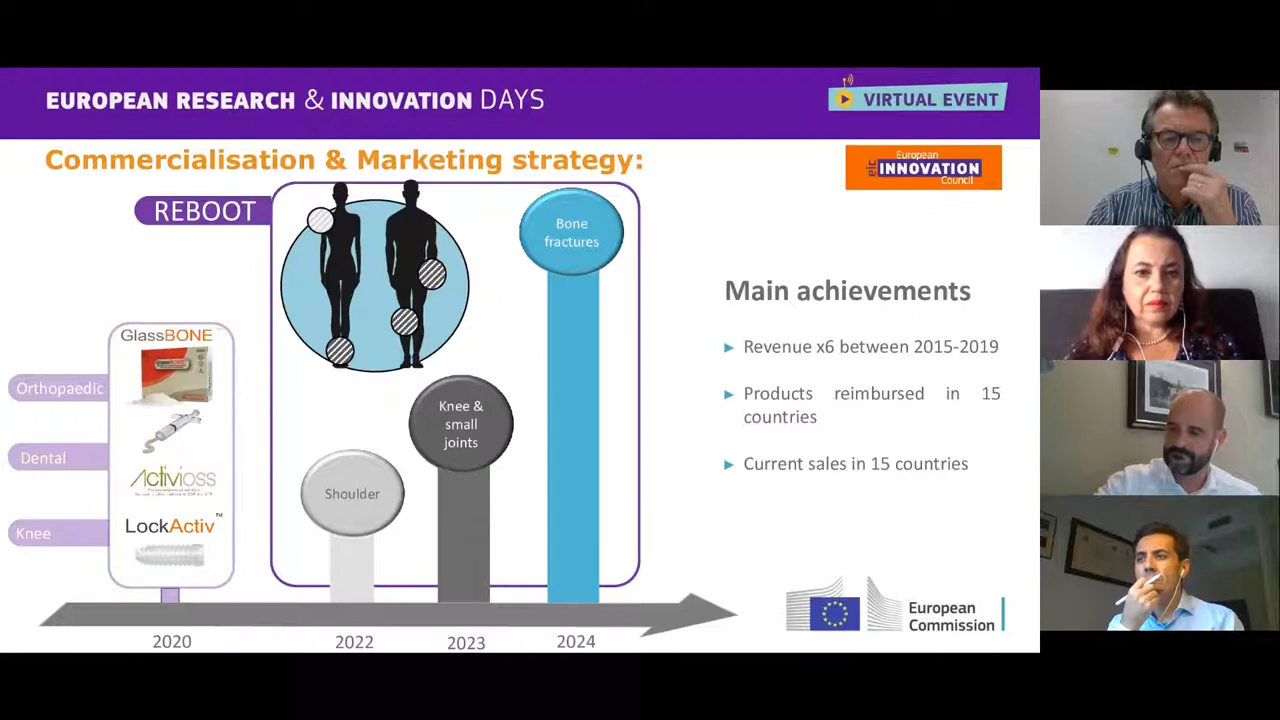 EUROPEAN RESEARCH & INNOVATION DAYS
VIRTUAL EVENT
Commercialisation & Marketing strategy:
eic
European
INNOVATION
Council
REBOOT
Bone
fractures
Main achievements
GlassBONE
Revenue x6 between 2015-2019
Orthopaedic
Products reimbursed in 15
countries
Knee &
small
joints
Dental
Activioss
Current sales in 15 countries
Shoulder
Knee
LockActiv™
European
Commission
2020
2022
2023
2024